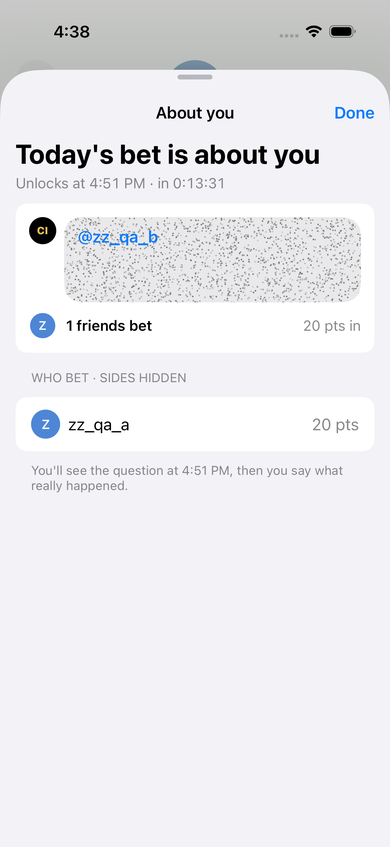 4:38
About you
Done
Today's bet is about you
Unlocks at 4:51 PM · in 0:13:31
CI
@zz_qa_b
Z
1 friends bet
20 pts in
WHO BET · SIDES HIDDEN
Z
zz_qa_a
20 pts
You'll see the question at 4:51 PM, then you say what
really happened.